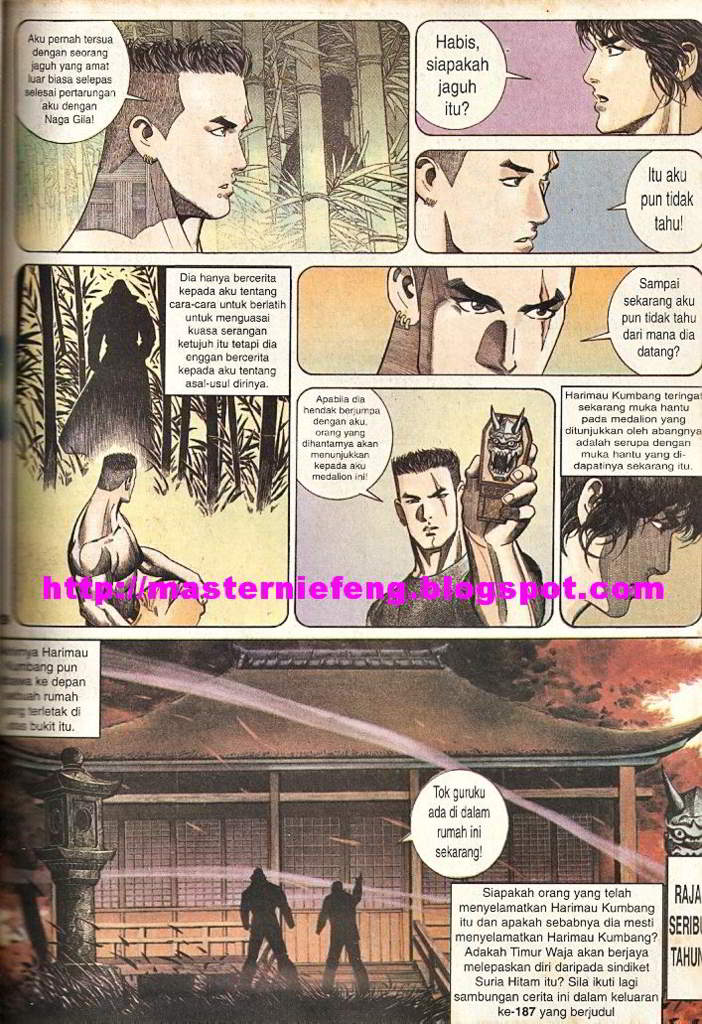 Aku pernah tersua
dengan seorang
jaguh yang amat
luar biasa selepas
selesai pertarungan
aku dengan
Naga Gila!
Habis,
siapakah
jaguh
itu?
Itu aku
pun tidak
tahu!
Dia hanya bercerita
kepada aku tentang
cara-cara untuk berlatih
untuk menguasai
kuasa serangan
ketujuh itu tetapi dia
enggan bercerita
kepada aku tentang
asal-usul dirinya.
Sampai
sekarang aku
pun tidak tahu
dari mana dia
datang?
Apabila dia
hendak berjumpa
dengan aku,
orang yang
dihantarnya akan
menunjukkan
kepada aku
medalion ini!
Harimau Kumbang teringat
sekarang muka hantu
pada medalion yang
ditunjukkan oleh abangnya
adalah serupa dengan
muka hantu yang di-
dapatinya sekarang itu.
http://masterniefeng.blogspot.com
Harimau
Kumbang pun
ke depan
rumah
terletak di
bukit itu.
Tok guruku
ada di dalam
rumah ini
sekarang!
Siapakah orang yang telah
menyelamatkan Harimau Kumbang
itu dan apakah sebabnya dia mesti
menyelamatkan Harimau Kumbang?
Adakah Timur Waja akan berjaya
melepaskan diri daripada sindiket
Suria Hitam itu? Sila ikuti lagi
sambungan cerita ini dalam keluaran
ke-187 yang berjudul
RAJA
SERIBU
TAHUN